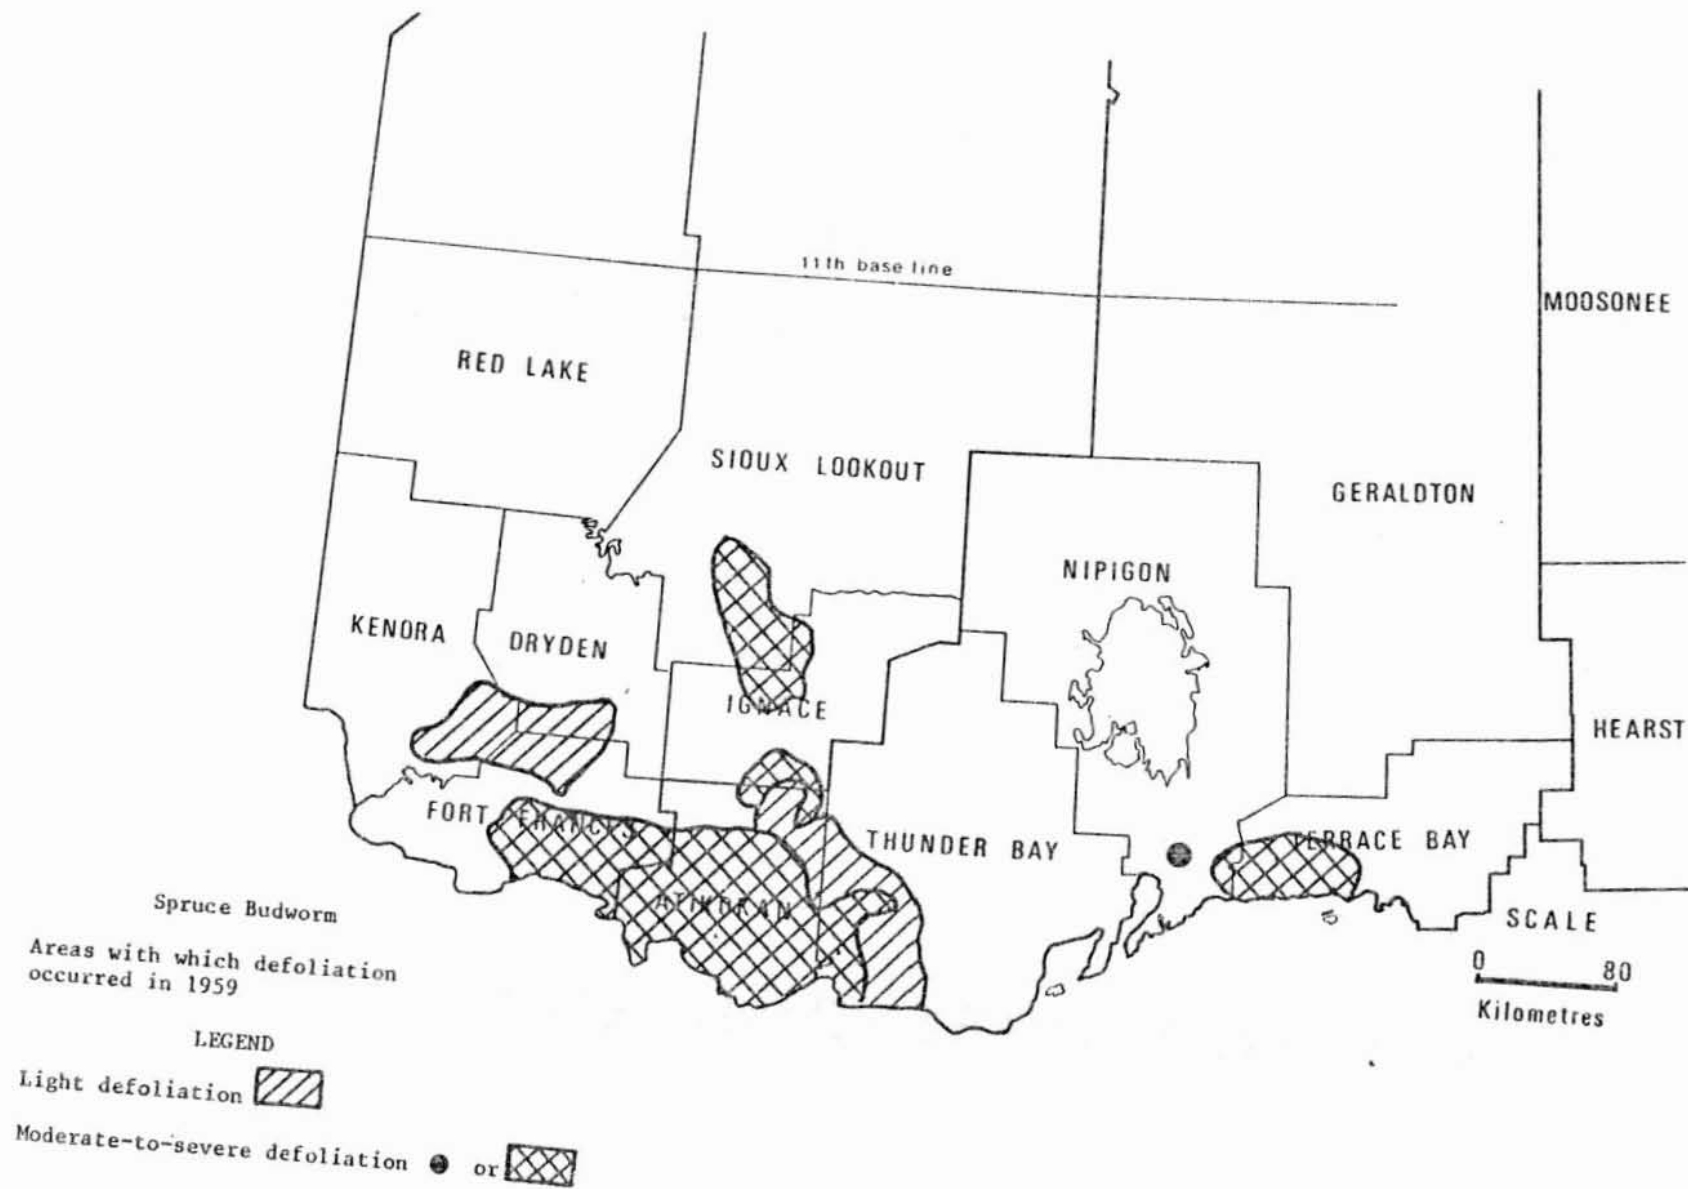 11th base line
MOOSONEE
RED LAKE
SIOUX LOOKOUT
GERALDTON
NIPIGON
KENORA
DRYDEN
IGNACE
HEARST
FORT FRANCIS
THUNDER BAY
TERRACE BAY
ATIKOKAN
SCALE
0 80
Kilometres
Spruce Budworm
Areas with which defoliation
occurred in 1959
LEGEND
Light defoliation
Moderate-to-severe defoliation or